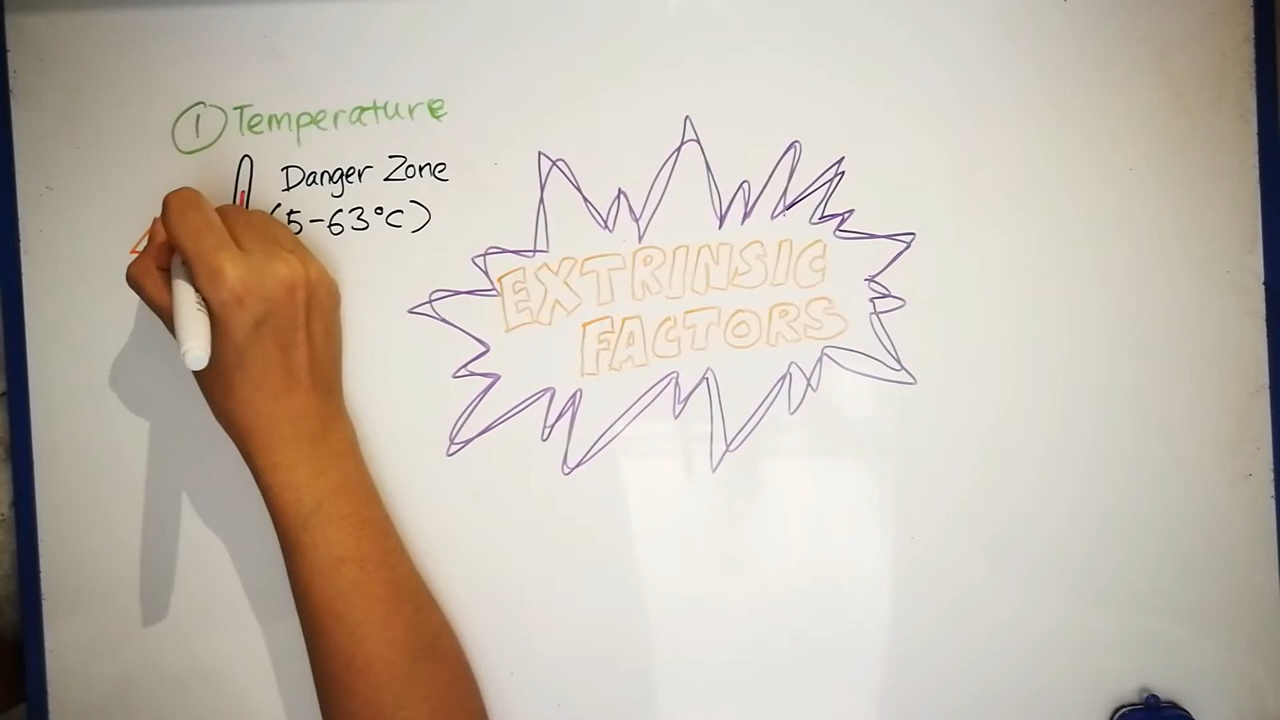 ① Temperature
Danger Zone
(5-63°C)
EXTRINSIC
FACTORS